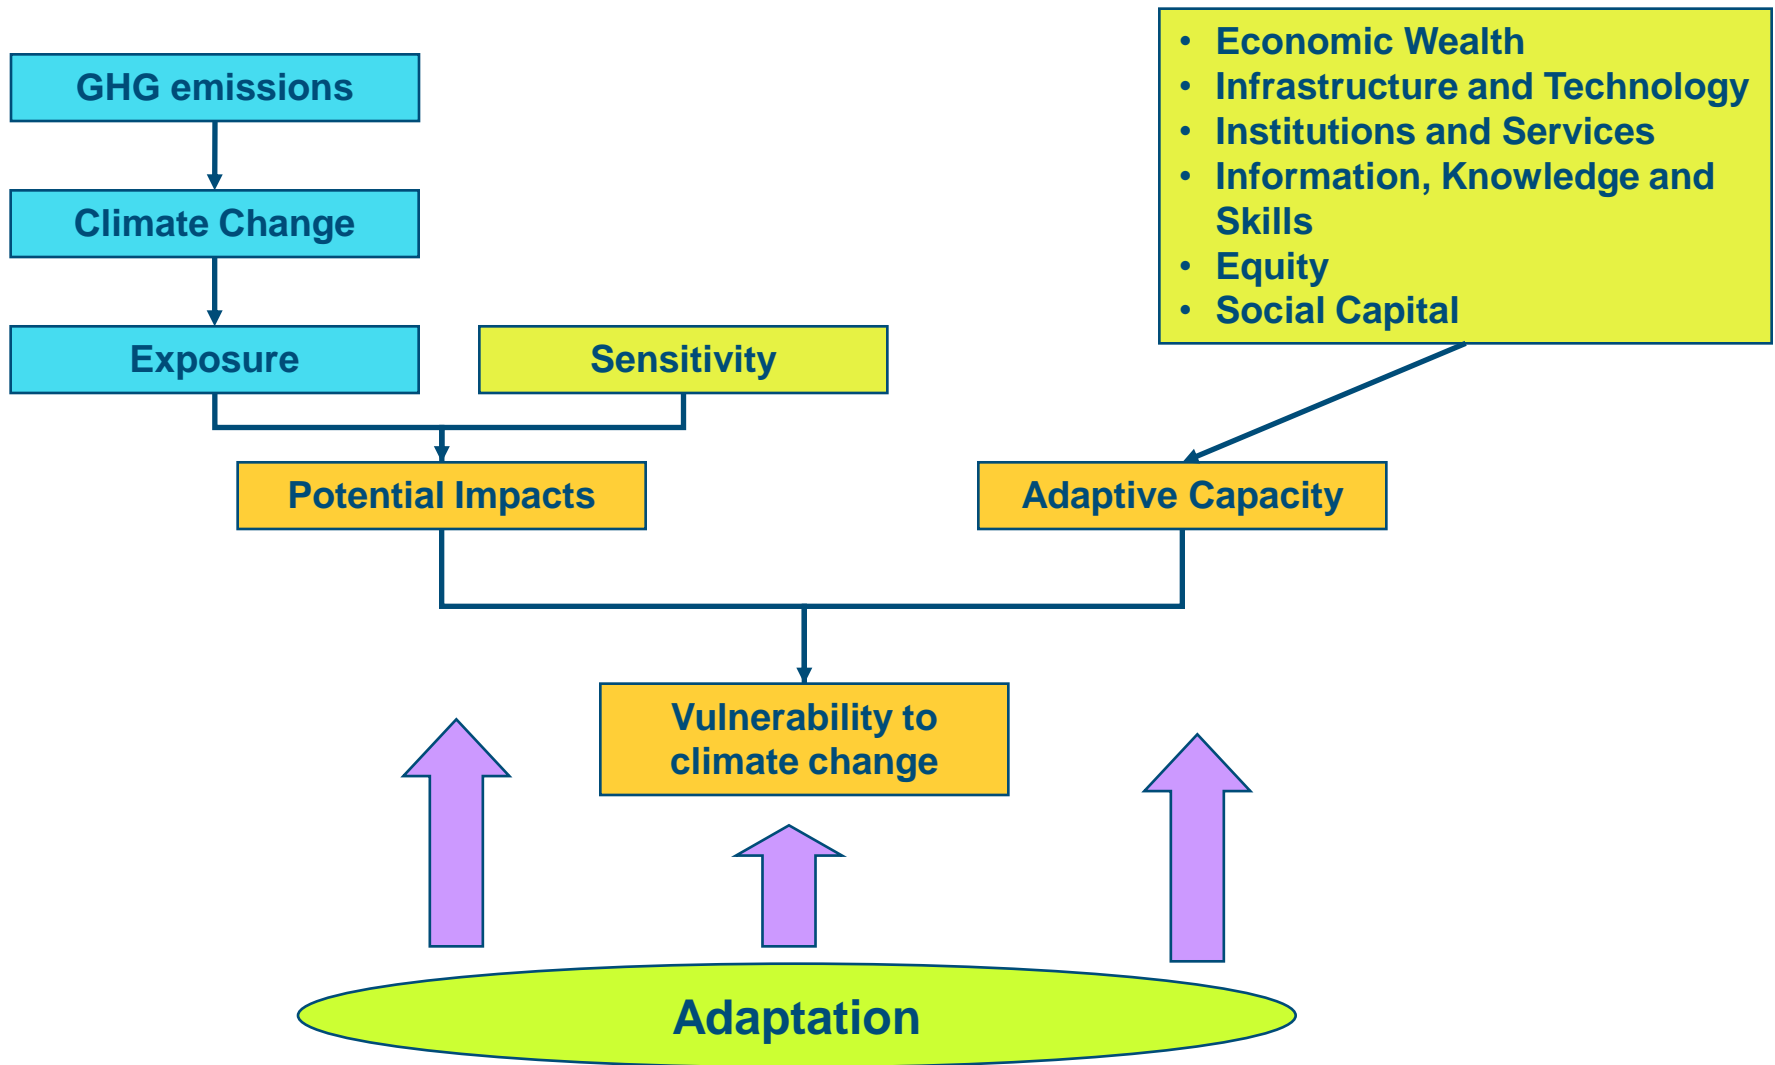 GHG emissions
Climate Change
Exposure
Sensitivity
• Economic Wealth
• Infrastructure and Technology
• Institutions and Services
• Information, Knowledge and
Skills
• Equity
• Social Capital
Potential Impacts
Adaptive Capacity
Vulnerability to
climate change
Adaptation